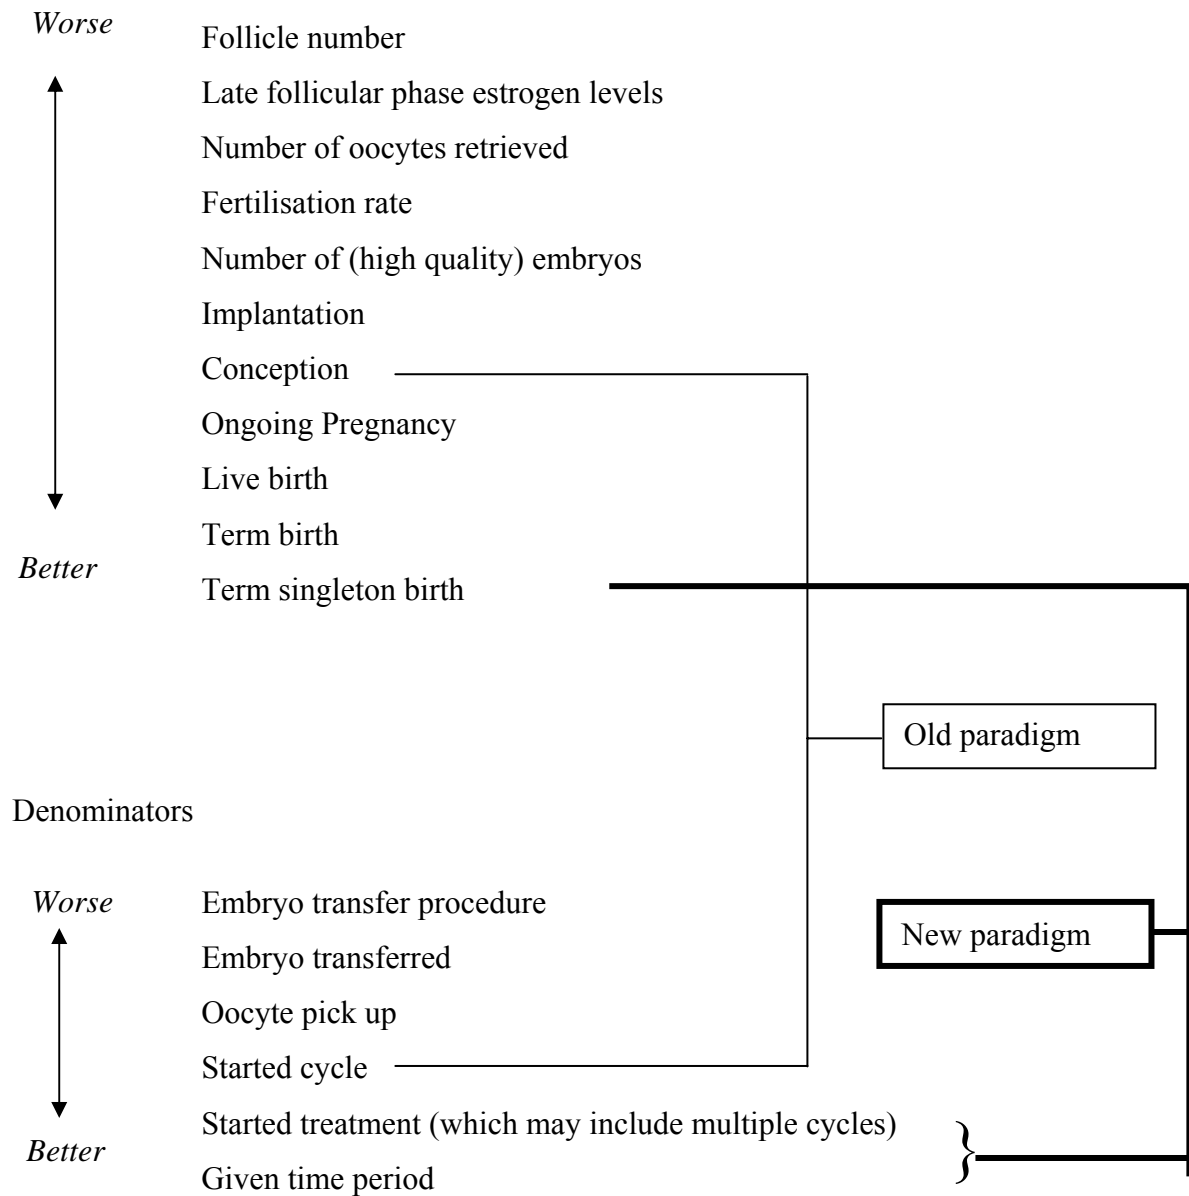 Worse
Follicle number
Late follicular phase estrogen levels
Number of oocytes retrieved
Fertilisation rate
Number of (high quality) embryos
Implantation
Conception
Ongoing Pregnancy
Live birth
Term birth
Better
Term singleton birth
Old paradigm
Denominators
Worse
Embryo transfer procedure
New paradigm
Embryo transferred
Oocyte pick up
Started cycle
Started treatment (which may include multiple cycles)
Better
Given time period